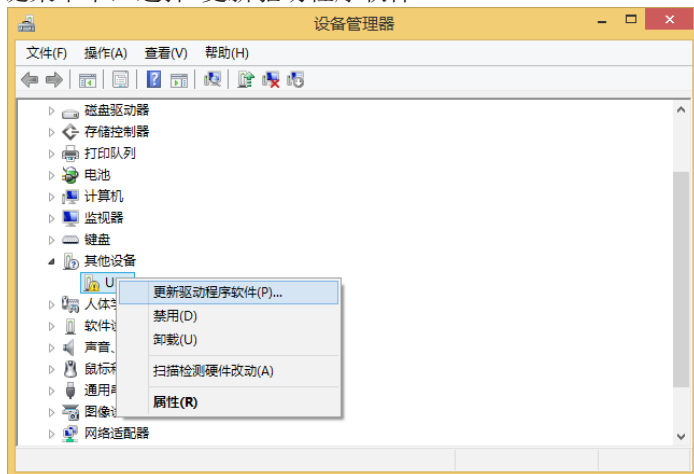 设备管理器
文件(F) 操作(A) 查看(V) 帮助(H)
磁盘驱动器
存储控制器
打印队列
电池
计算机
监视器
键盘
其他设备
更新驱动程序软件(P)...
禁用(D)
卸载(U)
扫描检测硬件改动(A)
属性(R)
人体
软件
声音、
鼠标
通用
图像
网络适配器